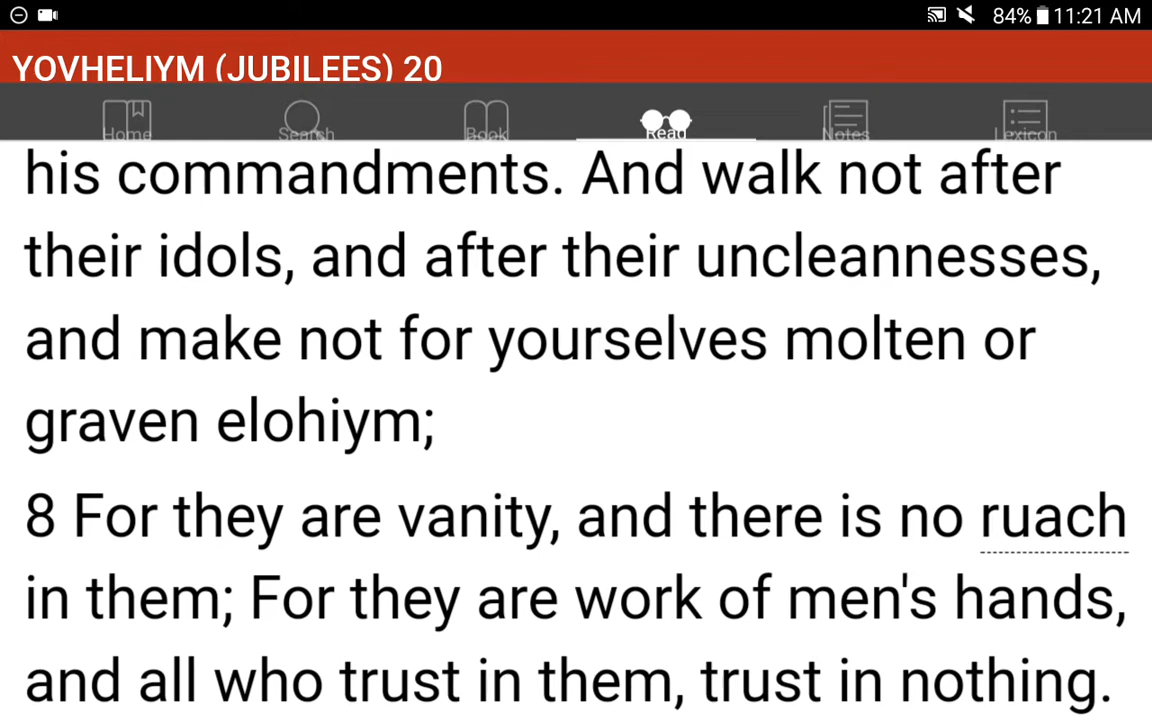 84% 11:21 AM
YOVHELIYM (JUBILEES) 20
Home Search Book Read Notes Lexicon
his commandments. And walk not after
their idols, and after their uncleannesses,
and make not for yourselves molten or
graven elohiym;
8 For they are vanity, and there is no ruach
in them; For they are work of men's hands,
and all who trust in them, trust in nothing.